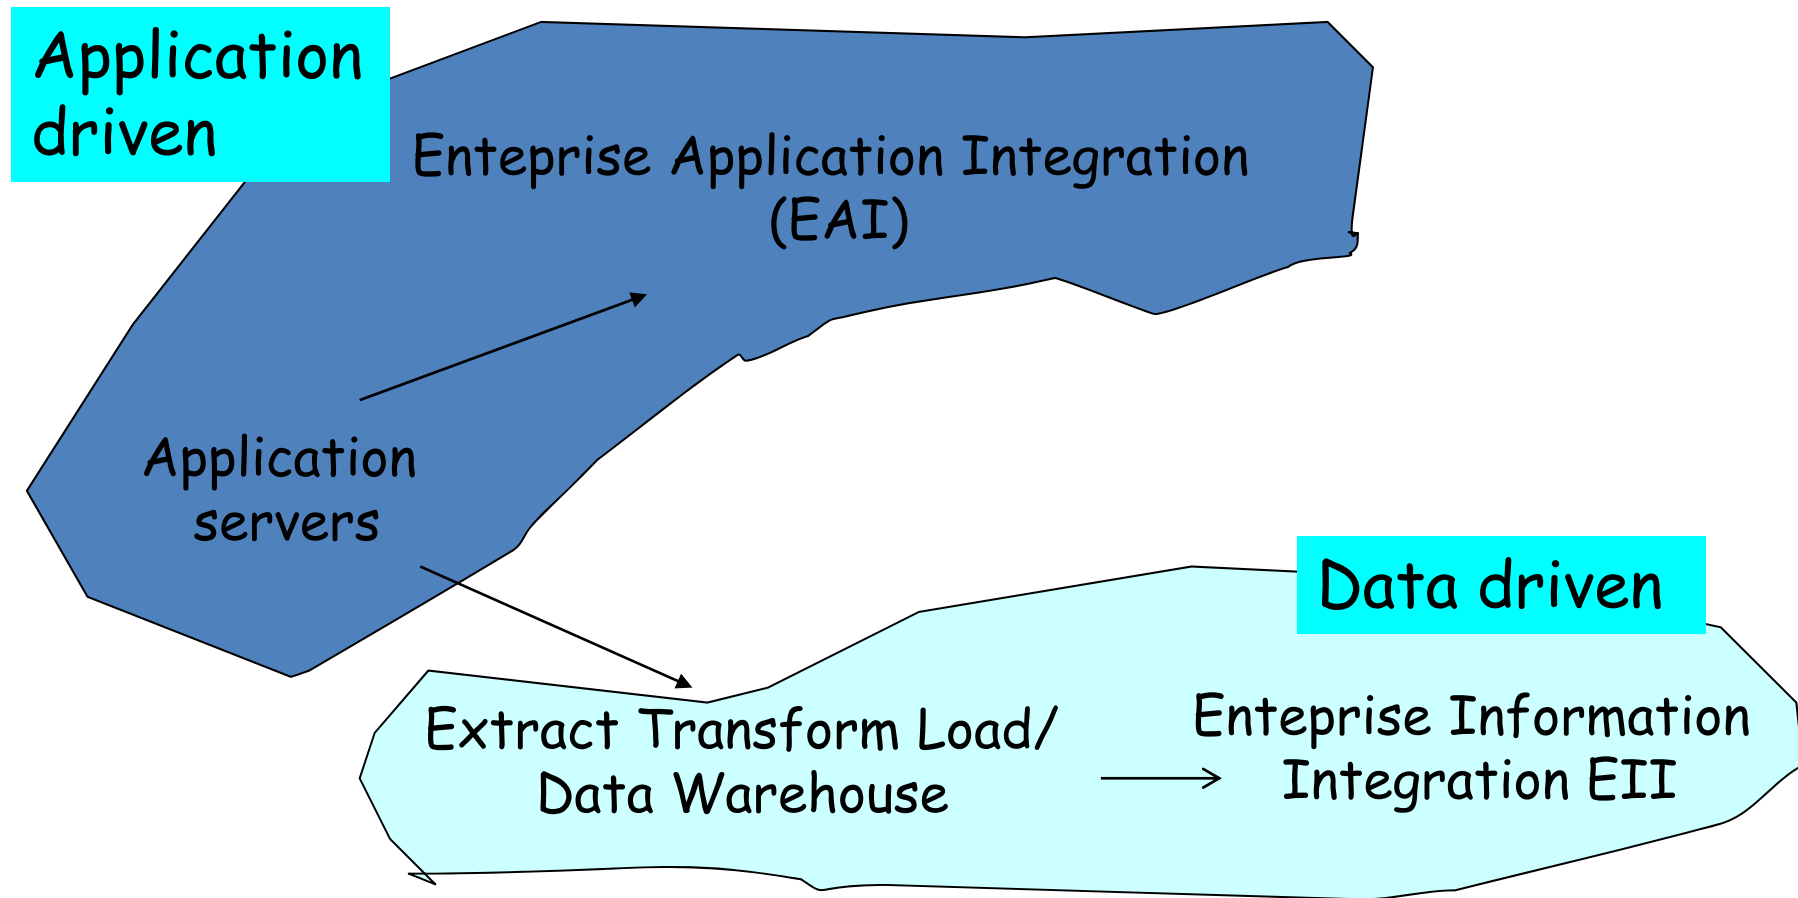 Application
driven
Enteprise Application Integration
(EAI)
Application
servers
Data driven
Extract Transform Load/
Data Warehouse
Enteprise Information
Integration EII